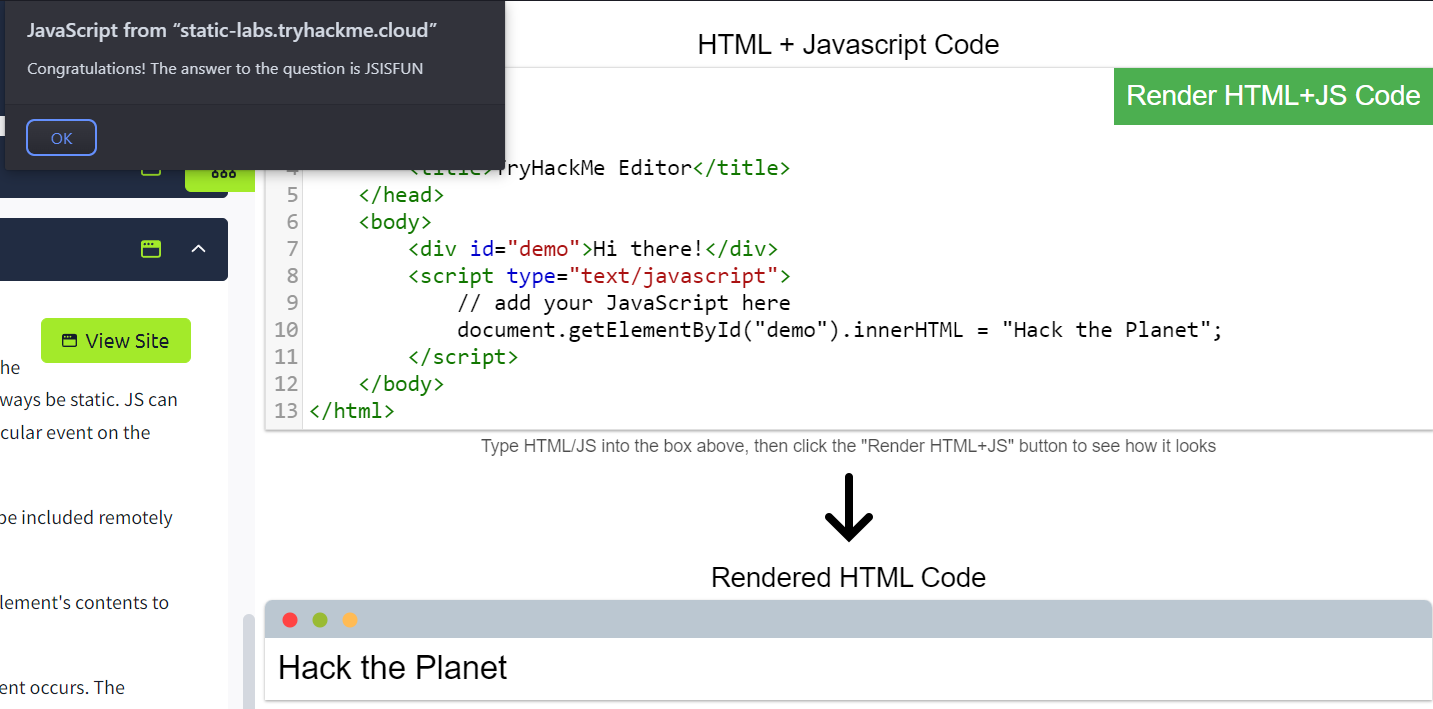 JavaScript from “static-labs.tryhackme.cloud”
Congratulations! The answer to the question is JSISFUN
OK
HTML + Javascript Code
Render HTML+JS Code
TryHackMe Editor</title>
5 </head>
6 <body>
7 <div id="demo">Hi there!</div>
8 <script type="text/javascript">
9 // add your JavaScript here
10 document.getElementById("demo").innerHTML = "Hack the Planet";
11 </script>
12 </body>
13 </html>
Type HTML/JS into the box above, then click the "Render HTML+JS" button to see how it looks
Rendered HTML Code
Hack the Planet
View Site
he
ways be static. JS can
cular event on the
be included remotely
lement's contents to
ent occurs. The